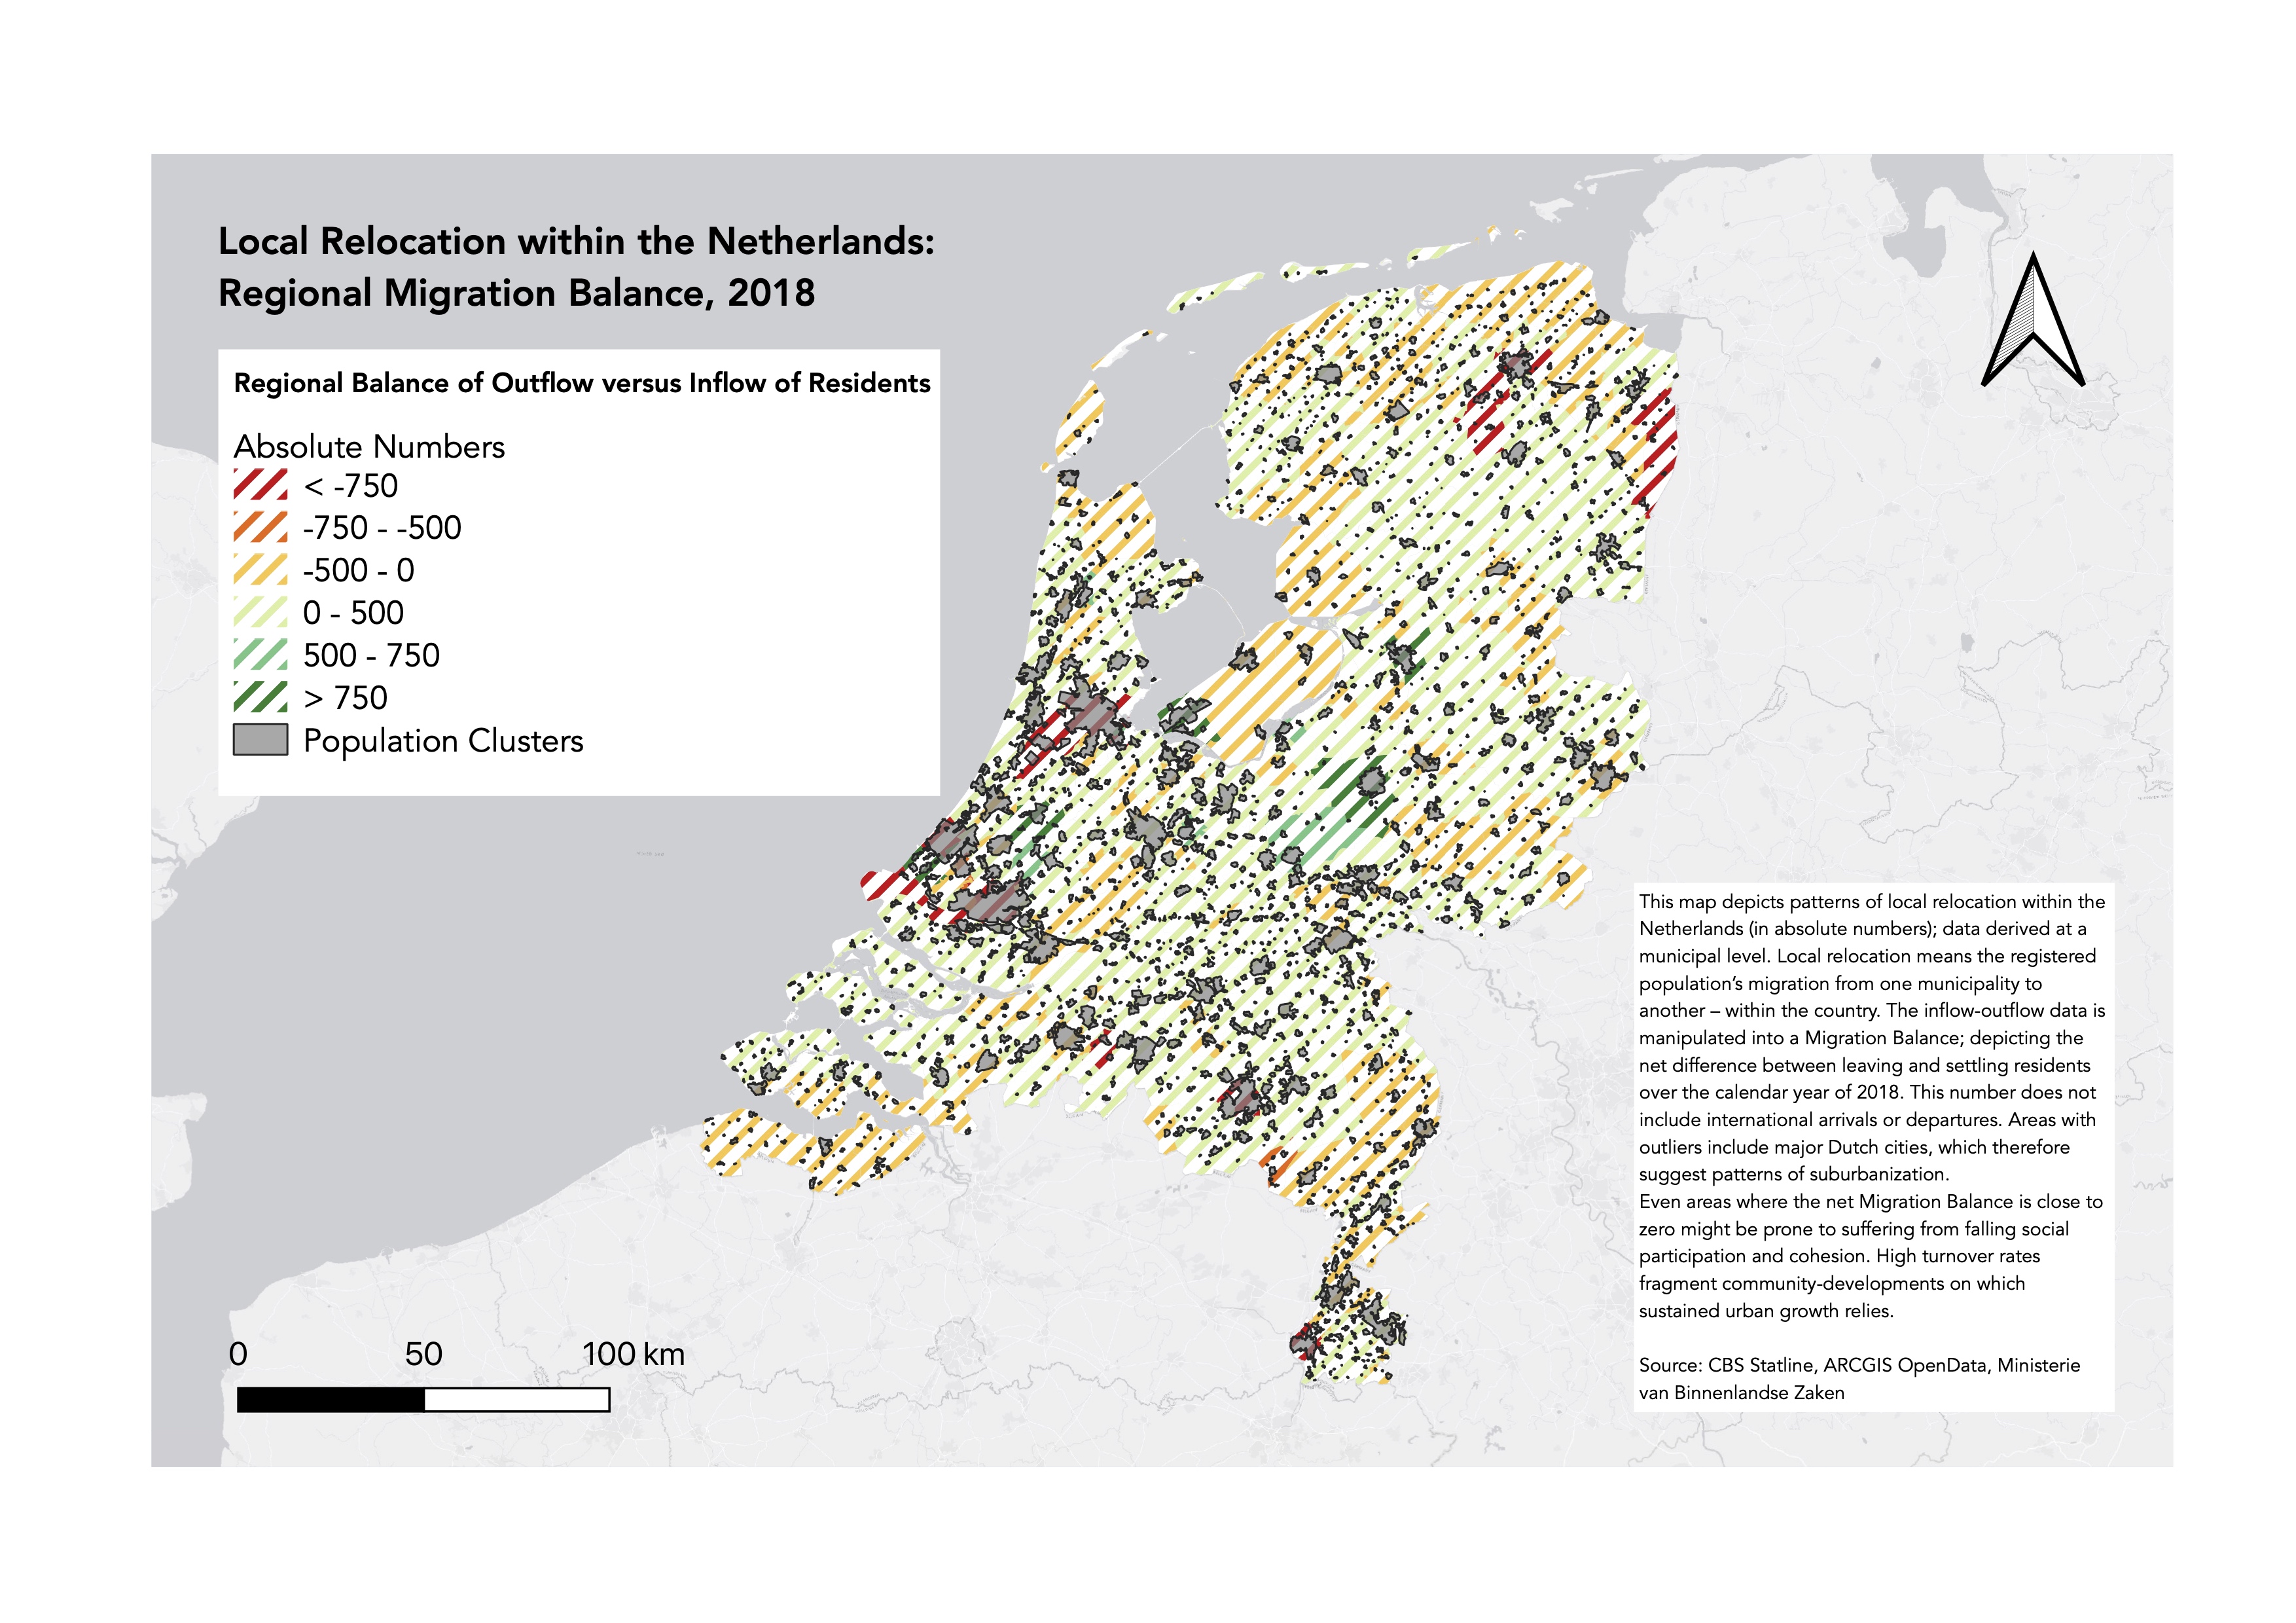 Local Relocation within the Netherlands:
Regional Migration Balance, 2018
Regional Balance of Outflow versus Inflow of Residents
Absolute Numbers
< -750
-750 - -500
-500 - 0
0 - 500
500 - 750
> 750
Population Clusters
This map depicts patterns of local relocation within the
Netherlands (in absolute numbers); data derived at a
municipal level. Local relocation means the registered
population’s migration from one municipality to
another – within the country. The inflow-outflow data is
manipulated into a Migration Balance; depicting the
net difference between leaving and settling residents
over the calendar year of 2018. This number does not
include international arrivals or departures. Areas with
outliers include major Dutch cities, which therefore
suggest patterns of suburbanization.
Even areas where the net Migration Balance is close to
zero might be prone to suffering from falling social
participation and cohesion. High turnover rates
fragment community-developments on which
sustained urban growth relies.
Source: CBS Statline, ARCGIS OpenData, Ministerie
van Binnenlandse Zaken
0 50 100 km